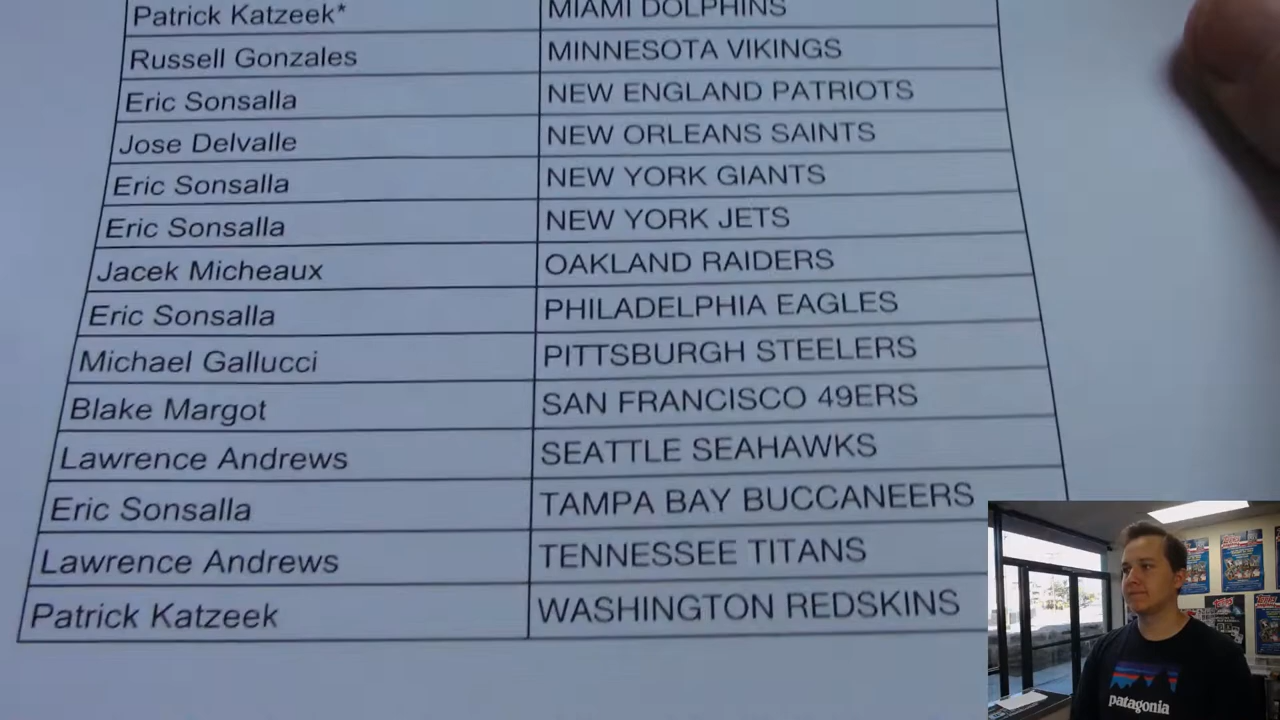 Patrick Katzeek* MIAMI DOLPHINS
Russell Gonzales MINNESOTA VIKINGS
Eric Sonsalla NEW ENGLAND PATRIOTS
Jose Delvalle NEW ORLEANS SAINTS
Eric Sonsalla NEW YORK GIANTS
Eric Sonsalla NEW YORK JETS
Jacek Micheaux OAKLAND RAIDERS
Eric Sonsalla PHILADELPHIA EAGLES
Michael Gallucci PITTSBURGH STEELERS
Blake Margot SAN FRANCISCO 49ERS
Lawrence Andrews SEATTLE SEAHAWKS
Eric Sonsalla TAMPA BAY BUCCANEERS
Lawrence Andrews TENNESSEE TITANS
Patrick Katzeek WASHINGTON REDSKINS
Topps
patagonia